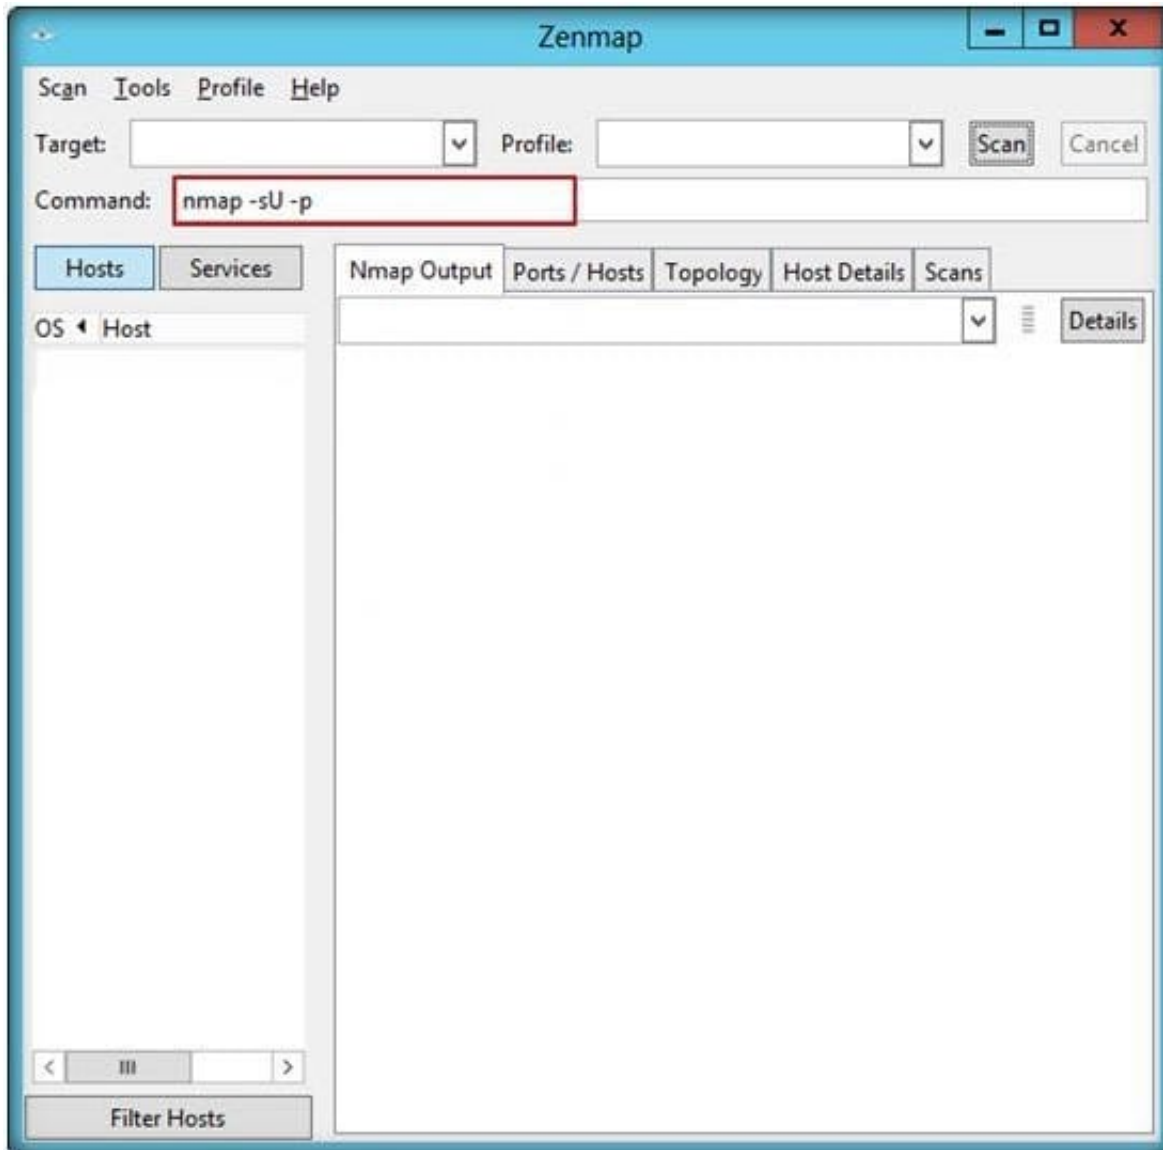 Zenmap
Scan Tools Profile Help
Target: Profile: Scan Cancel
Command: nmap -sU -p
Hosts Services Nmap Output Ports / Hosts Topology Host Details Scans
OS Host Details
Filter Hosts